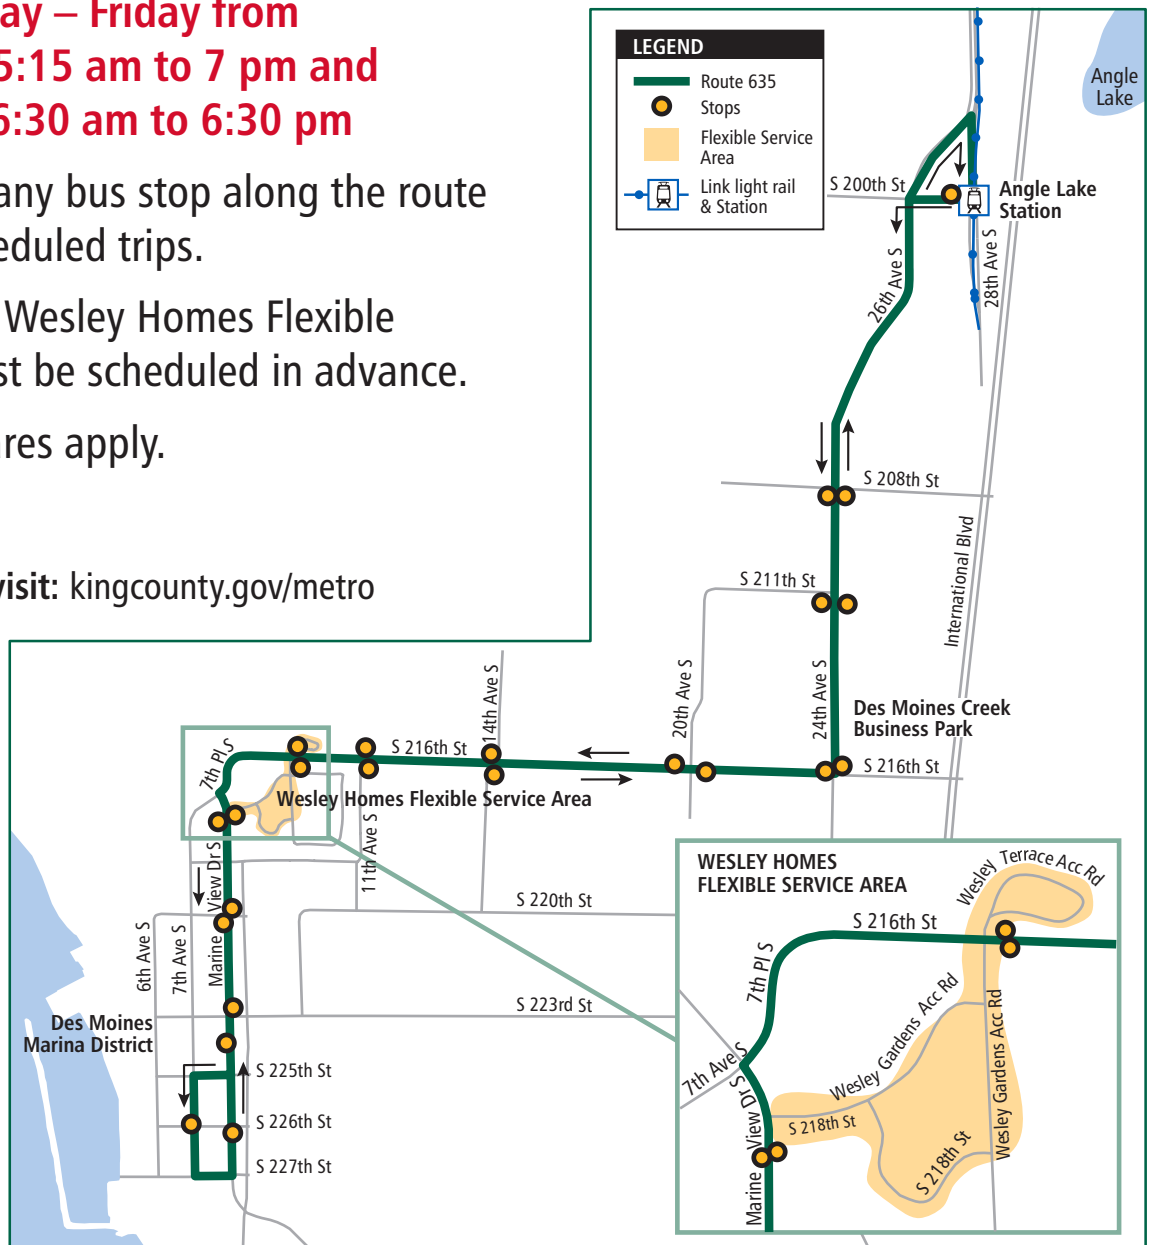 ay – Friday from
5:15 am to 7 pm and
6:30 am to 6:30 pm
any bus stop along the route
eduled trips.
Wesley Homes Flexible
st be scheduled in advance.
res apply.
visit: kingcounty.gov/metro
LEGEND
Route 635
Stops
Flexible Service
Area
Link light rail
& Station
Angle
Lake
S 200th St
Angle Lake
Station
26th Ave S
28th Ave S
S 208th St
International Blvd
S 211th St
20th Ave S
24th Ave S
14th Ave S
Des Moines Creek
Business Park
S 216th St
S 216th St
7th Pl S
Wesley Homes Flexible Service Area
11th Ave S
Marine View Dr S
S 220th St
6th Ave S
7th Ave S
S 223rd St
Des Moines
Marina District
S 225th St
S 226th St
S 227th St
WESLEY HOMES
FLEXIBLE SERVICE AREA
Wesley Terrace Acc Rd
S 216th St
7th Pl S
Wesley Gardens Acc Rd
Wesley Gardens Acc Rd
7th Ave S
Marine View Dr S
S 218th St
S 218th St